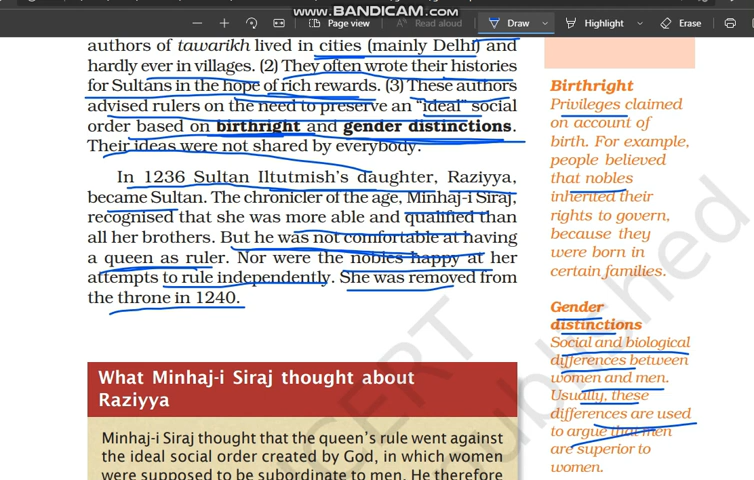 WWW.BANDICAM.COM
Page view
Read aloud
Draw
Highlight
Erase
authors of tawarikh lived in cities (mainly Delhi) and
hardly ever in villages. (2) They often wrote their histories
for Sultans in the hope of rich rewards. (3) These authors
advised rulers on the need to preserve an “ideal” social
order based on birthright and gender distinctions.
Their ideas were not shared by everybody.
In 1236 Sultan Iltutmish’s daughter, Raziyya,
became Sultan. The chronicler of the age, Minhaj-i Siraj,
recognised that she was more able and qualified than
all her brothers. But he was not comfortable at having
a queen as ruler. Nor were the nobles happy at her
attempts to rule independently. She was removed from
the throne in 1240.
What Minhaj-i Siraj thought about
Raziyya
Minhaj-i Siraj thought that the queen’s rule went against
the ideal social order created by God, in which women
were supposed to be subordinate to men. He therefore
Birthright
Privileges claimed
on account of
birth. For example,
people believed
that nobles
inherited their
rights to govern,
because they
were born in
certain families.
Gender
distinctions
Social and biological
differences between
women and men.
Usually, these
differences are used
to argue that men
are superior to
women.
NCERT
republished